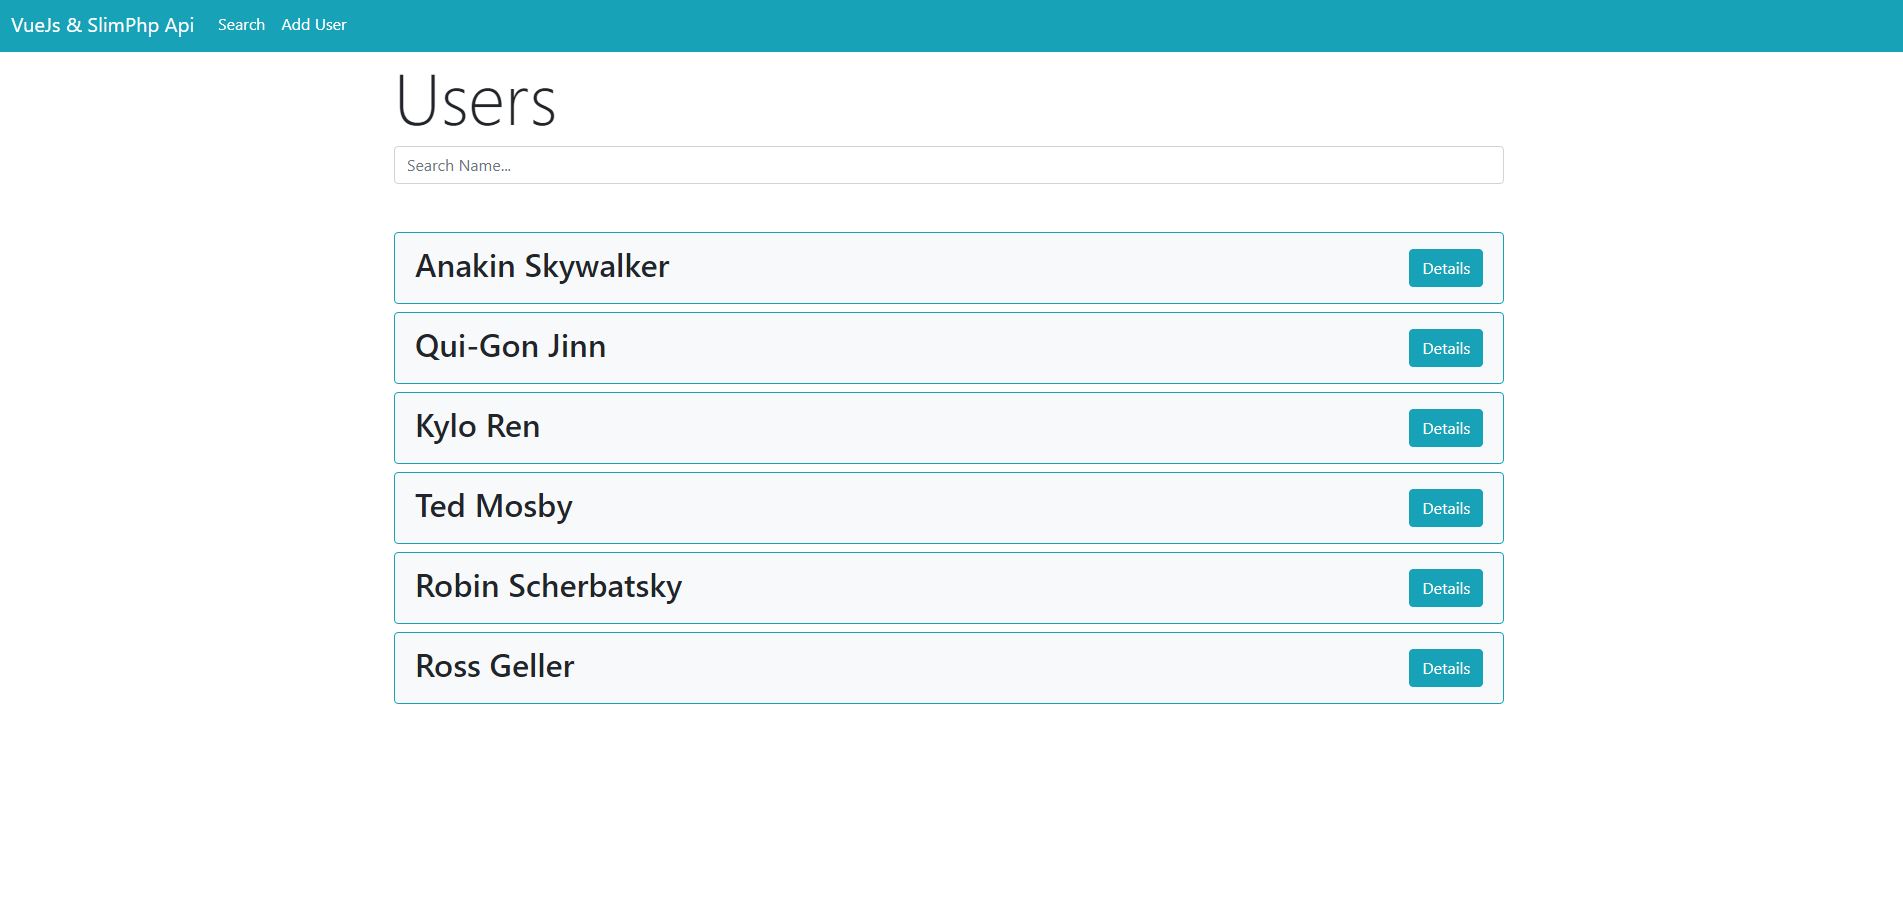 VueJs & SlimPhp Api Search Add User
Users
Search Name...
Anakin Skywalker Details
Qui-Gon Jinn Details
Kylo Ren Details
Ted Mosby Details
Robin Scherbatsky Details
Ross Geller Details